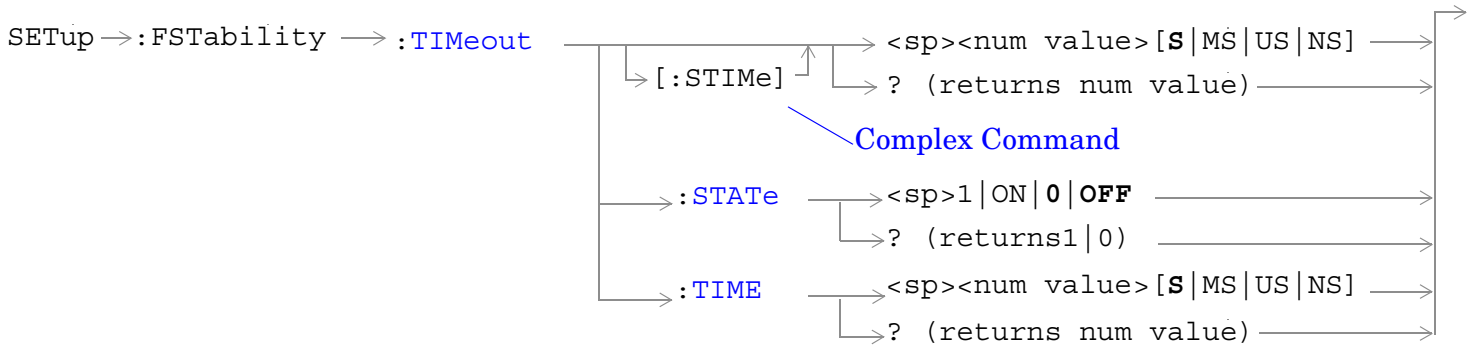 SETup :FSTability :TIMeout <sp><num value>[S|MS|US|NS]
[:STIMe] ? (returns num value)
Complex Command
:STATe <sp>1|ON|0|OFF
? (returns1|0)
:TIME <sp><num value>[S|MS|US|NS]
? (returns num value)